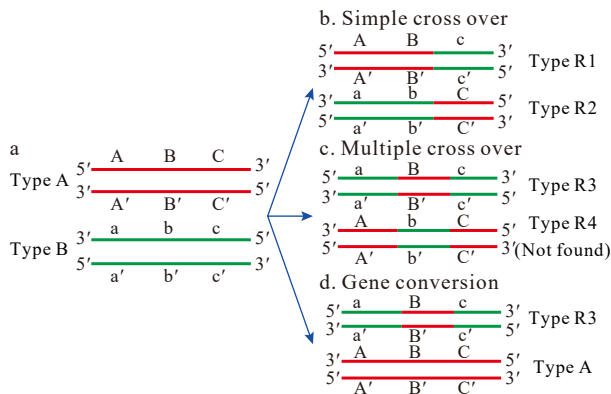 a
A B C
5′ 3′
Type A
3′ 5′
A′ B′ C′
a b c
3′ 5′
Type B
5′ 3′
a′ b′ c′
b. Simple cross over
A B c
5′ 3′
Type R1
3′ 5′
A′ B′ c′
a b C
3′ 5′
Type R2
5′ 3′
a′ b′ C′
c. Multiple cross over
a B c
5′ 3′
Type R3
3′ 5′
a′ B′ c′
Type R4
A b C
3′ 5′
5′ 3′ (Not found)
A′ b′ C′
d. Gene conversion
a B c
5′ 3′
Type R3
3′ 5′
a′ B′ c′
A B C
3′ 5′
Type A
5′ 3′
A′ B′ C′